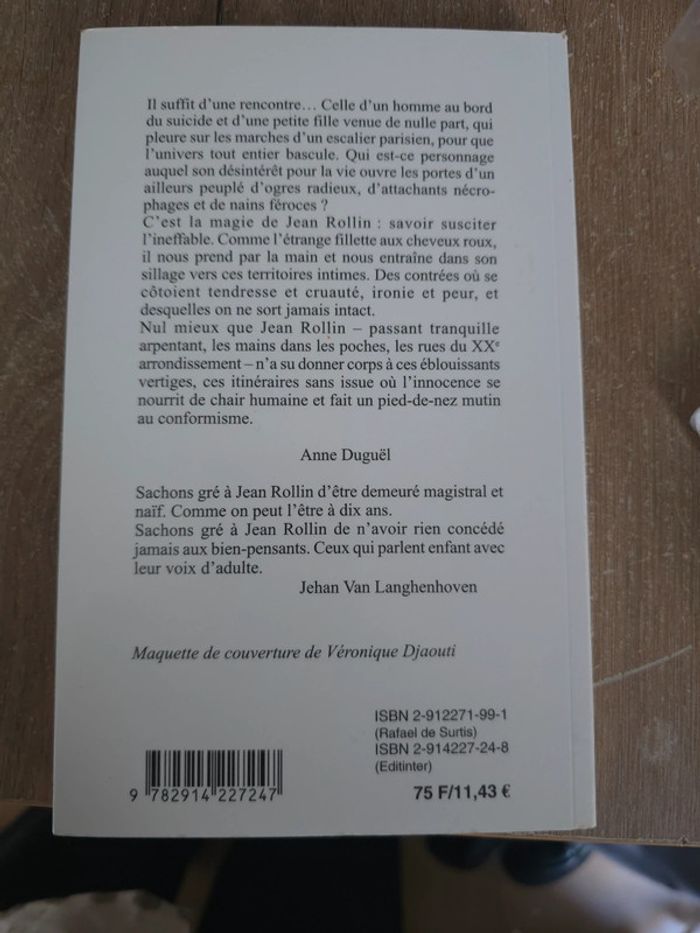 Il suffit d'une rencontre… Celle d'un homme au bord
du suicide et d'une petite fille venue de nulle part, qui
pleure sur les marches d'un escalier parisien, pour que
l'univers tout entier bascule. Qui est-ce personnage
auquel son désintérêt pour la vie ouvre les portes d'un
ailleurs peuplé d'ogres radieux, d'attachants nécro-
phages et de nains féroces ?
C'est la magie de Jean Rollin : savoir susciter
l'ineffable. Comme l'étrange fillette aux cheveux roux,
il nous prend par la main et nous entraîne dans son
sillage vers ces territoires intimes. Des contrées où se
côtoient tendresse et cruauté, ironie et peur, et
desquelles on ne sort jamais intact.
Nul mieux que Jean Rollin – passant tranquille
arpentant, les mains dans les poches, les rues du XXe
arrondissement – n'a su donner corps à ces éblouissants
vertiges, ces itinéraires sans issue où l'innocence se
nourrit de chair humaine et fait un pied-de-nez mutin
au conformisme.
Anne Duguël
Sachons gré à Jean Rollin d'être demeuré magistral et
naïf. Comme on peut l'être à dix ans.
Sachons gré à Jean Rollin de n'avoir rien concédé
jamais aux bien-pensants. Ceux qui parlent enfant avec
leur voix d'adulte.
Jehan Van Langhenhoven
Maquette de couverture de Véronique Djaouti
ISBN 2-912271-99-1
(Rafael de Surtis)
ISBN 2-914227-24-8
(Editinter)
75 F/11,43 €
9 782914 227247